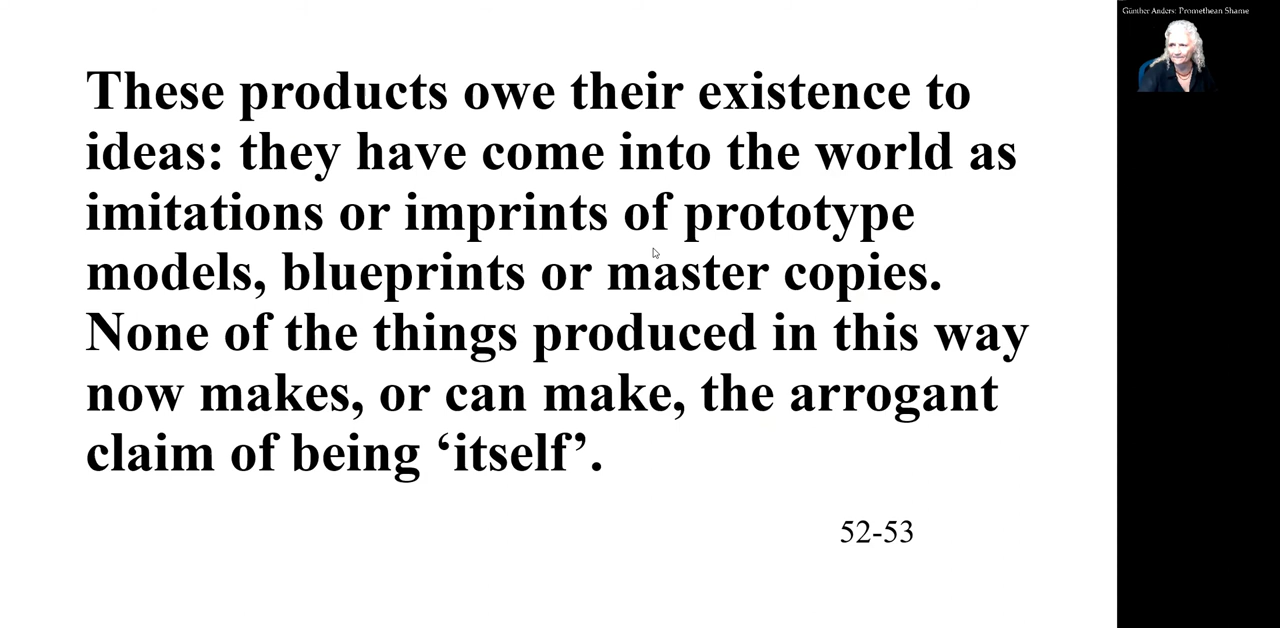 These products owe their existence to
ideas: they have come into the world as
imitations or imprints of prototype
models, blueprints or master copies.
None of the things produced in this way
now makes, or can make, the arrogant
claim of being ‘itself’.
52-53
Günther Anders: Promethean Shame